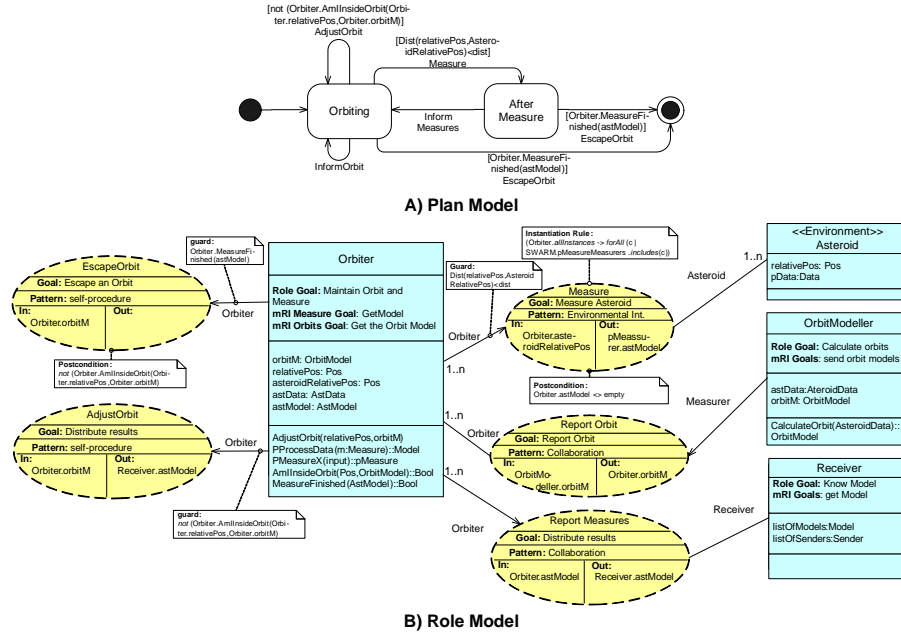 [not (Orbiter.AmIInsideOrbit(Orbi-
ter.relativePos,Orbiter.orbitM)]
AdjustOrbit
[Dist(relativePos,Asteroi-
dRelativePos)<dist]
Measure
Orbiting
After
Measure
Inform
Measures
[Orbiter.MeasureFi-
nished(astModel)]
EscapeOrbit
InformOrbit
[Orbiter.MeasureFi-
nished(astModel)]
EscapeOrbit
A) Plan Model
EscapeOrbit
Goal: Escape an Orbit
Pattern: self-procedure
In:
Orbiter.orbitM
Out:
guard:
Orbiter.MeasureFi-
nished(astModel)
Orbiter
Postcondition:
not (Orbiter.AmIInsideOrbit(Orbi-
ter.relativePos,Orbiter.orbitM)
AdjustOrbit
Goal: Distribute results
Pattern: self-procedure
In:
Orbiter.orbitM
Out:
Receiver.astModel
Orbiter
guard:
not (Orbiter.AmIInsideOrbit(Orbi-
ter.relativePos,Orbiter.orbitM)
Orbiter
Role Goal: Maintain Orbit and
Measure
mRI Measure Goal: GetModel
mRI Orbits Goal: Get the Orbit Model
orbitM: OrbitModel
relativePos: Pos
asteroidRelativePos: Pos
astData: AstData
astModel: AstModel
AdjustOrbit(relativePos,orbitM)
PProcessData(m:Measure)::Model
PMeasureX(input)::pMeasure
AmIInsideOrbit(Pos,OrbitModel)::Bool
MeasureFinished(AstModel)::Bool
Guard:
Dist(relativePos,Asteroid
RelativePos)<dist
Instantiation Rule:
(Orbiter.allInstances -> forAll (c |
SWARM.pMeasureMeasurers .includes(c))
Orbiter
1..n
Measure
Goal: Measure Asteroid
Pattern: Environmental Int.
In:
Orbiter.aste-
roidRelativePos
Out:
pMeassu-
rer.astModel
Postcondition:
Orbiter.astModel <> empty
Asteroid
1..n
<<Environment>>
Asteroid
relativePos: Pos
pData:Data
1..n
Orbiter
Report Orbit
Goal: Report Orbit
Pattern: Collaboration
In:
OrbitMo-
deller.orbitM
Out:
Orbiter.orbitM
Measurer
OrbitModeller
Role Goal: Calculate orbits
mRI Goals: send orbit models
astData:AteroidData
orbitM: OrbitModel
CalculateOrbit(AsteroidData)::
OrbitModel
1..n
Orbiter
Report Measures
Goal: Distribute results
Pattern: Collaboration
In:
Orbiter.astModel
Out:
Receiver.astModel
Receiver
Receiver
Role Goal: Know Model
mRI Goals: get Model
listOfModels:Model
listOfSenders:Sender
B) Role Model